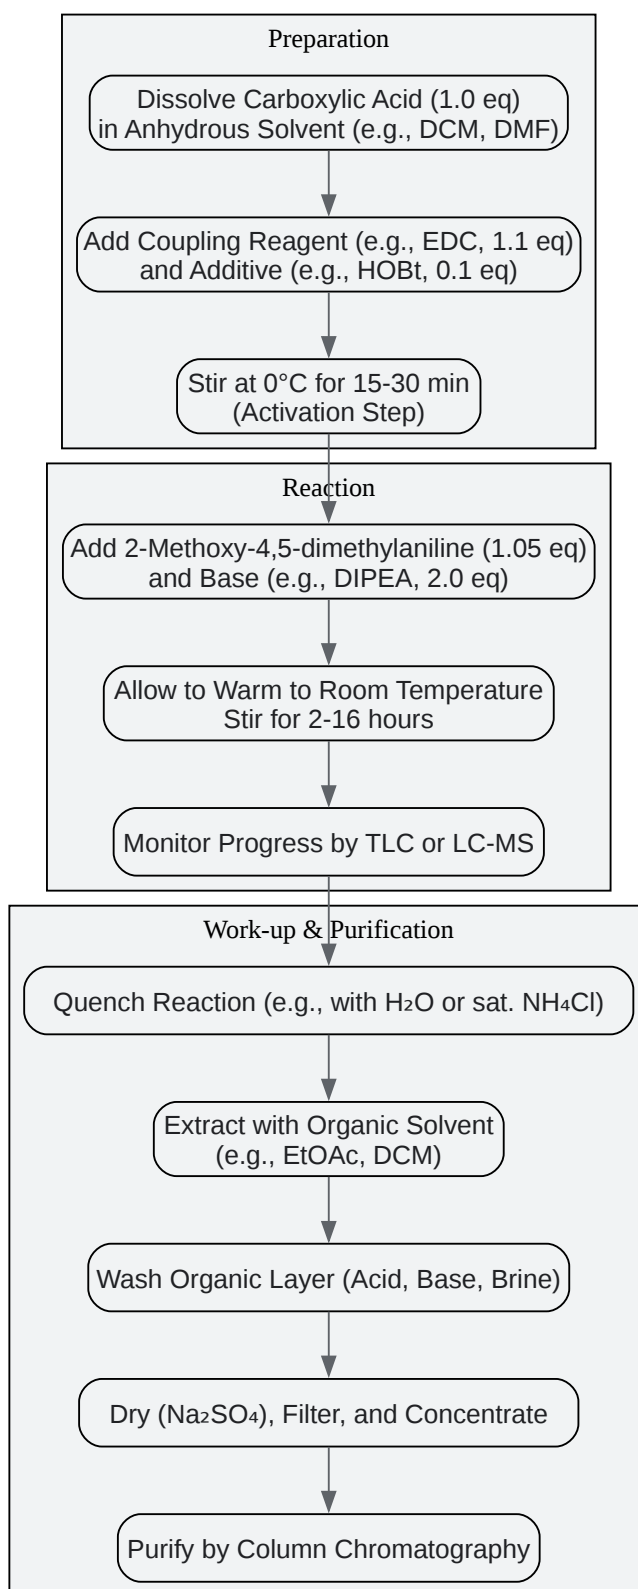 Preparation
Dissolve Carboxylic Acid (1.0 eq)
in Anhydrous Solvent (e.g., DCM, DMF)
Add Coupling Reagent (e.g., EDC, 1.1 eq)
and Additive (e.g., HOBt, 0.1 eq)
Stir at 0°C for 15-30 min
(Activation Step)
Reaction
Add 2-Methoxy-4,5-dimethylaniline (1.05 eq)
and Base (e.g., DIPEA, 2.0 eq)
Allow to Warm to Room Temperature
Stir for 2-16 hours
Monitor Progress by TLC or LC-MS
Work-up & Purification
Quench Reaction (e.g., with H₂O or sat. NH₄Cl)
Extract with Organic Solvent
(e.g., EtOAc, DCM)
Wash Organic Layer (Acid, Base, Brine)
Dry (Na₂SO₄), Filter, and Concentrate
Purify by Column Chromatography